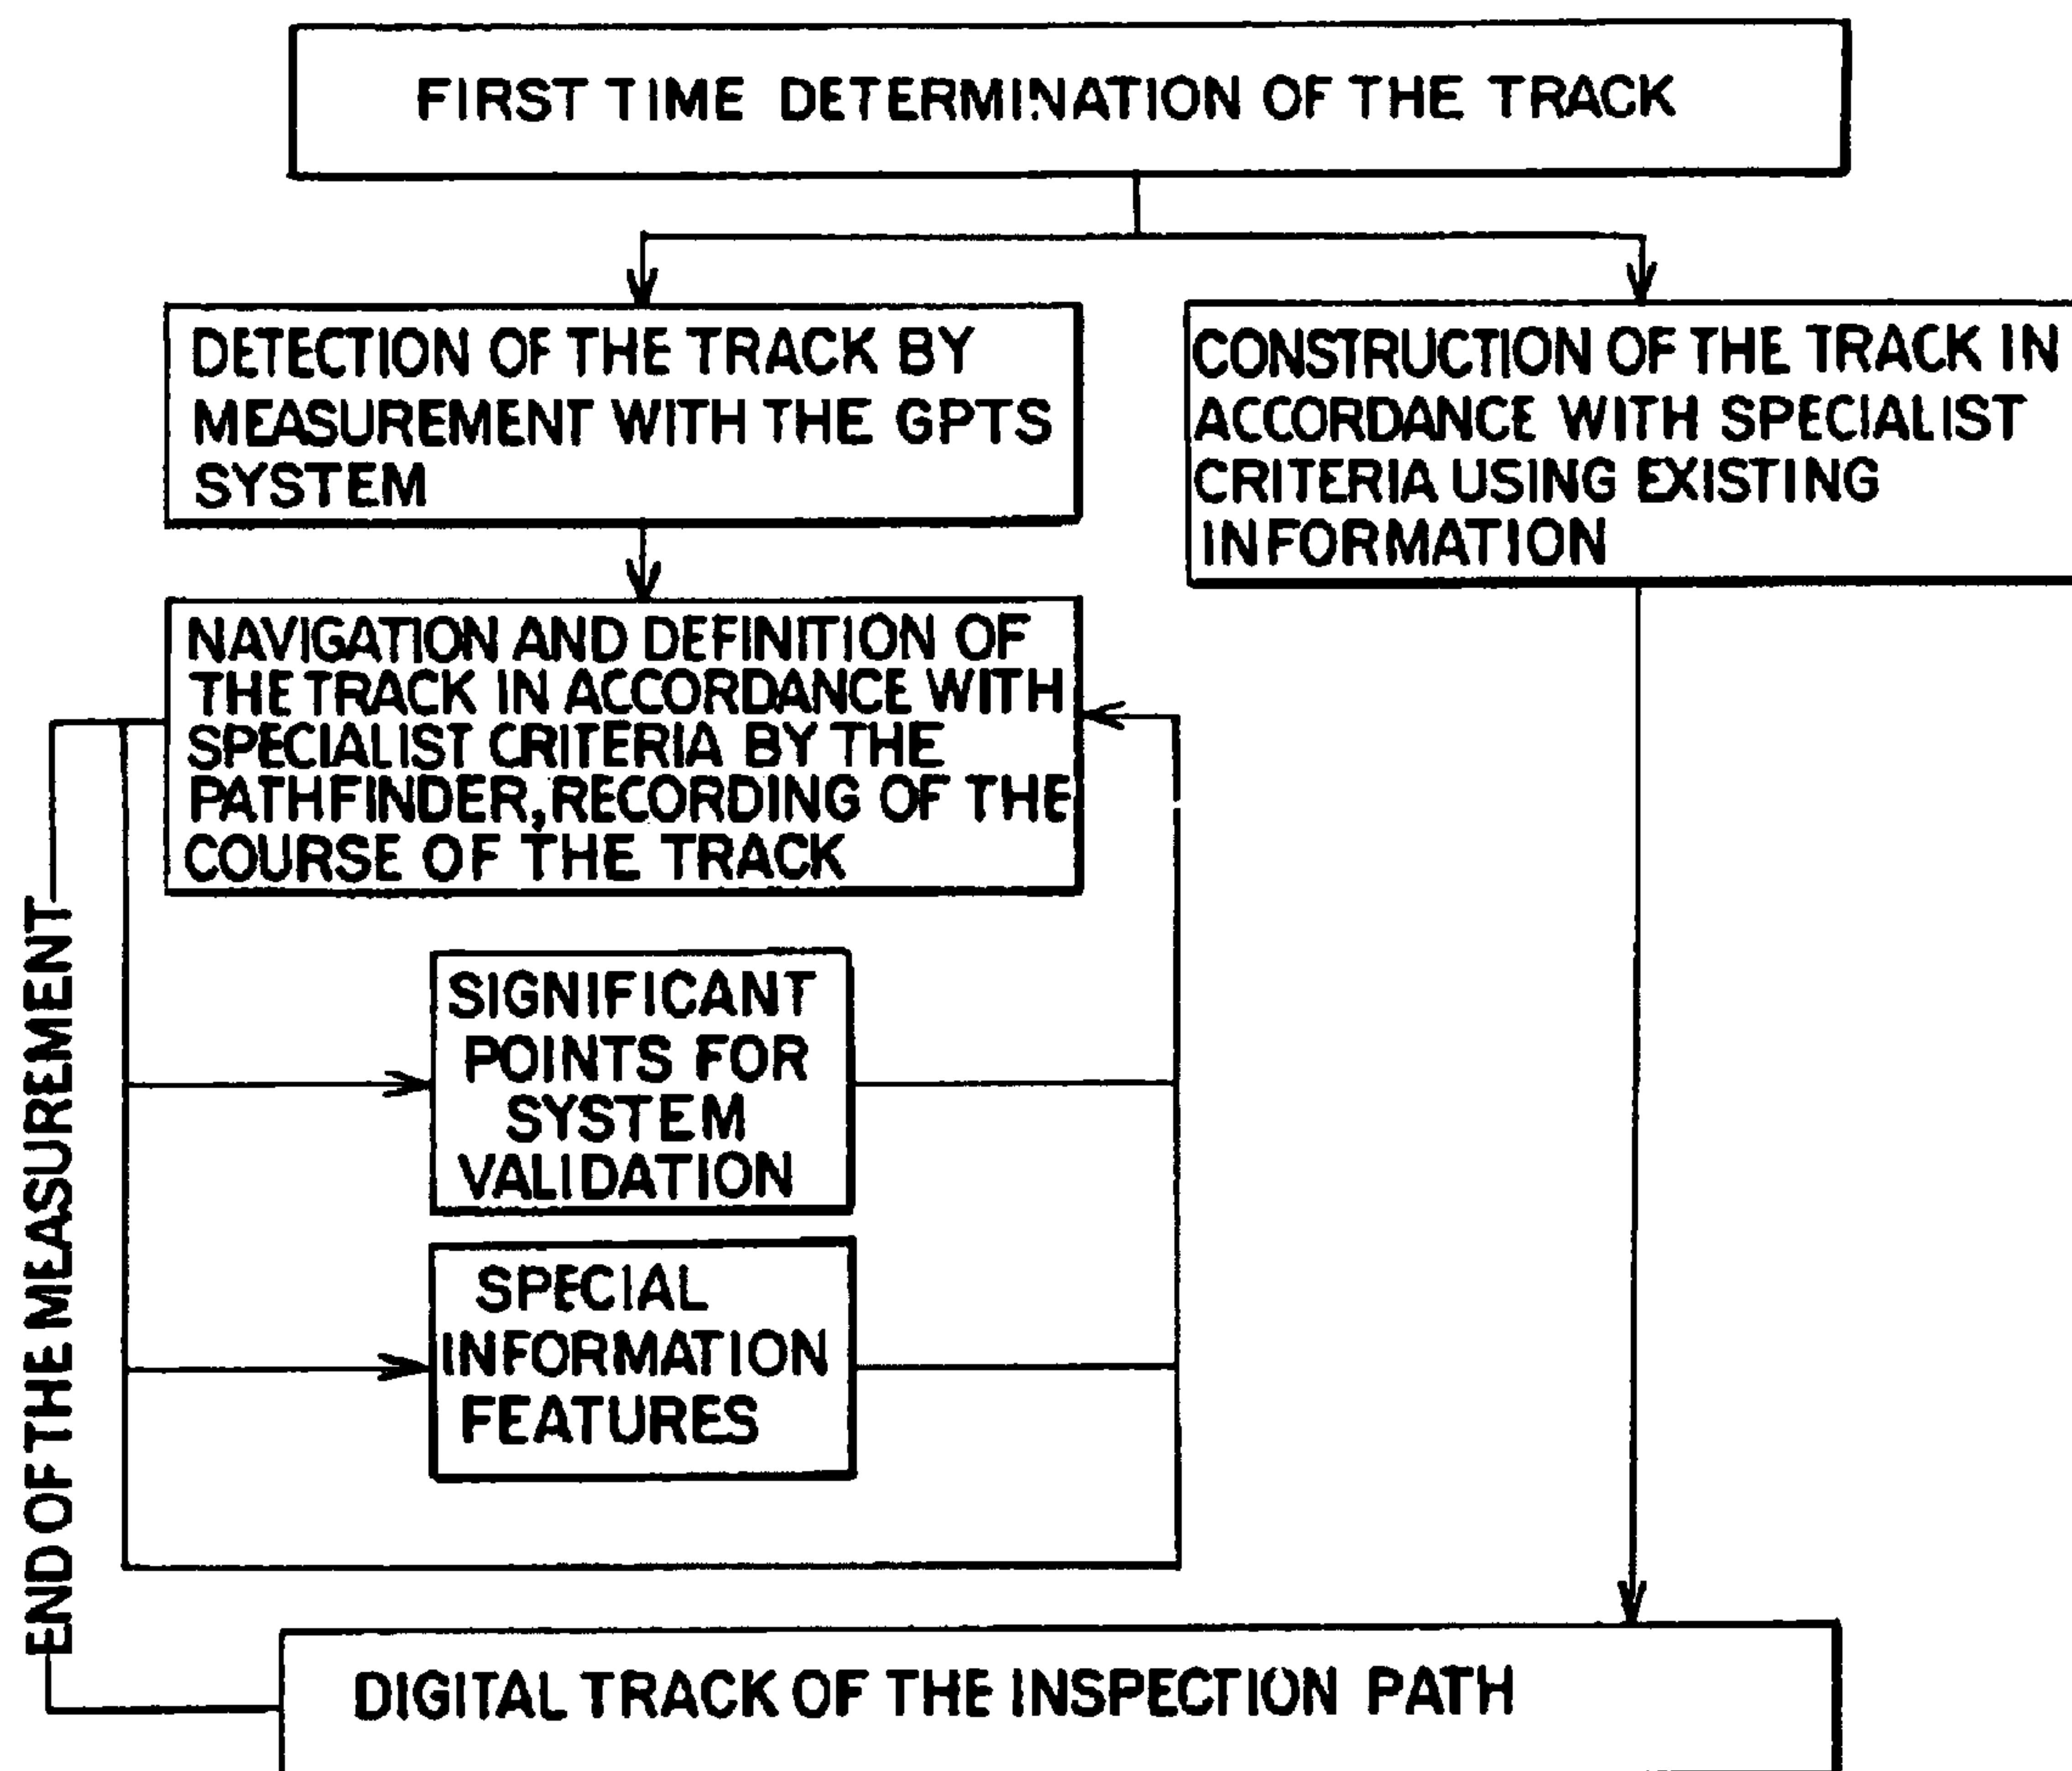 FIRST TIME DETERMINATION OF THE TRACK
DETECTION OF THE TRACK BY
MEASUREMENT WITH THE GPTS
SYSTEM
CONSTRUCTION OF THE TRACK IN
ACCORDANCE WITH SPECIALIST
CRITERIA USING EXISTING
INFORMATION
NAVIGATION AND DEFINITION OF
THE TRACK IN ACCORDANCE WITH
SPECIALIST CRITERIA BY THE
PATHFINDER, RECORDING OF THE
COURSE OF THE TRACK
SIGNIFICANT
POINTS FOR
SYSTEM
VALIDATION
SPECIAL
INFORMATION
FEATURES
END OF THE MEASUREMENT
DIGITAL TRACK OF THE INSPECTION PATH